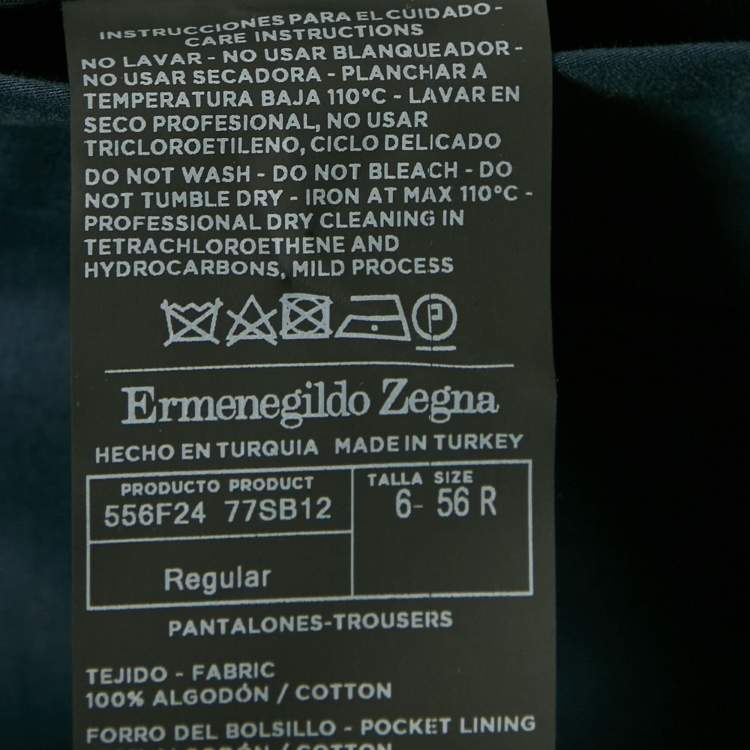 INSTRUCCIONES PARA EL CUIDADO -
CARE INSTRUCTIONS
NO LAVAR - NO USAR BLANQUEADOR -
NO USAR SECADORA - PLANCHAR A
TEMPERATURA BAJA 110°C - LAVAR EN
SECO PROFESIONAL, NO USAR
TRICLOROETILENO, CICLO DELICADO
DO NOT WASH - DO NOT BLEACH - DO
NOT TUMBLE DRY - IRON AT MAX 110°C -
PROFESSIONAL DRY CLEANING IN
TETRACHLOROETHENE AND
HYDROCARBONS, MILD PROCESS
P
Ermenegildo Zegna
HECHO EN TURQUIA MADE IN TURKEY
PRODUCTO PRODUCT
556F24 77SB12
TALLA SIZE
6- 56 R
Regular
PANTALONES-TROUSERS
TEJIDO - FABRIC
100% ALGODÓN / COTTON
FORRO DEL BOLSILLO - POCKET LINING
ALGODÓN / COTTON